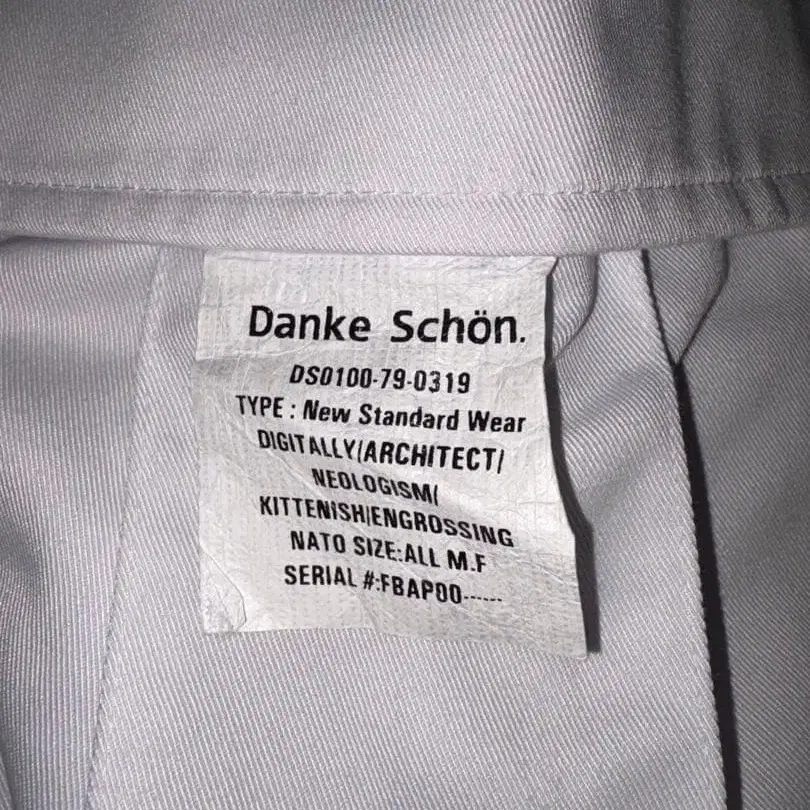 Danke Schön.
DS0100-79-0319
TYPE : New Standard Wear
DIGITALLY/ARCHITECT/
NEOLOGISM/
KITTENISH/ENGROSSING
NATO SIZE:ALL M.F
SERIAL #:FBAP00------